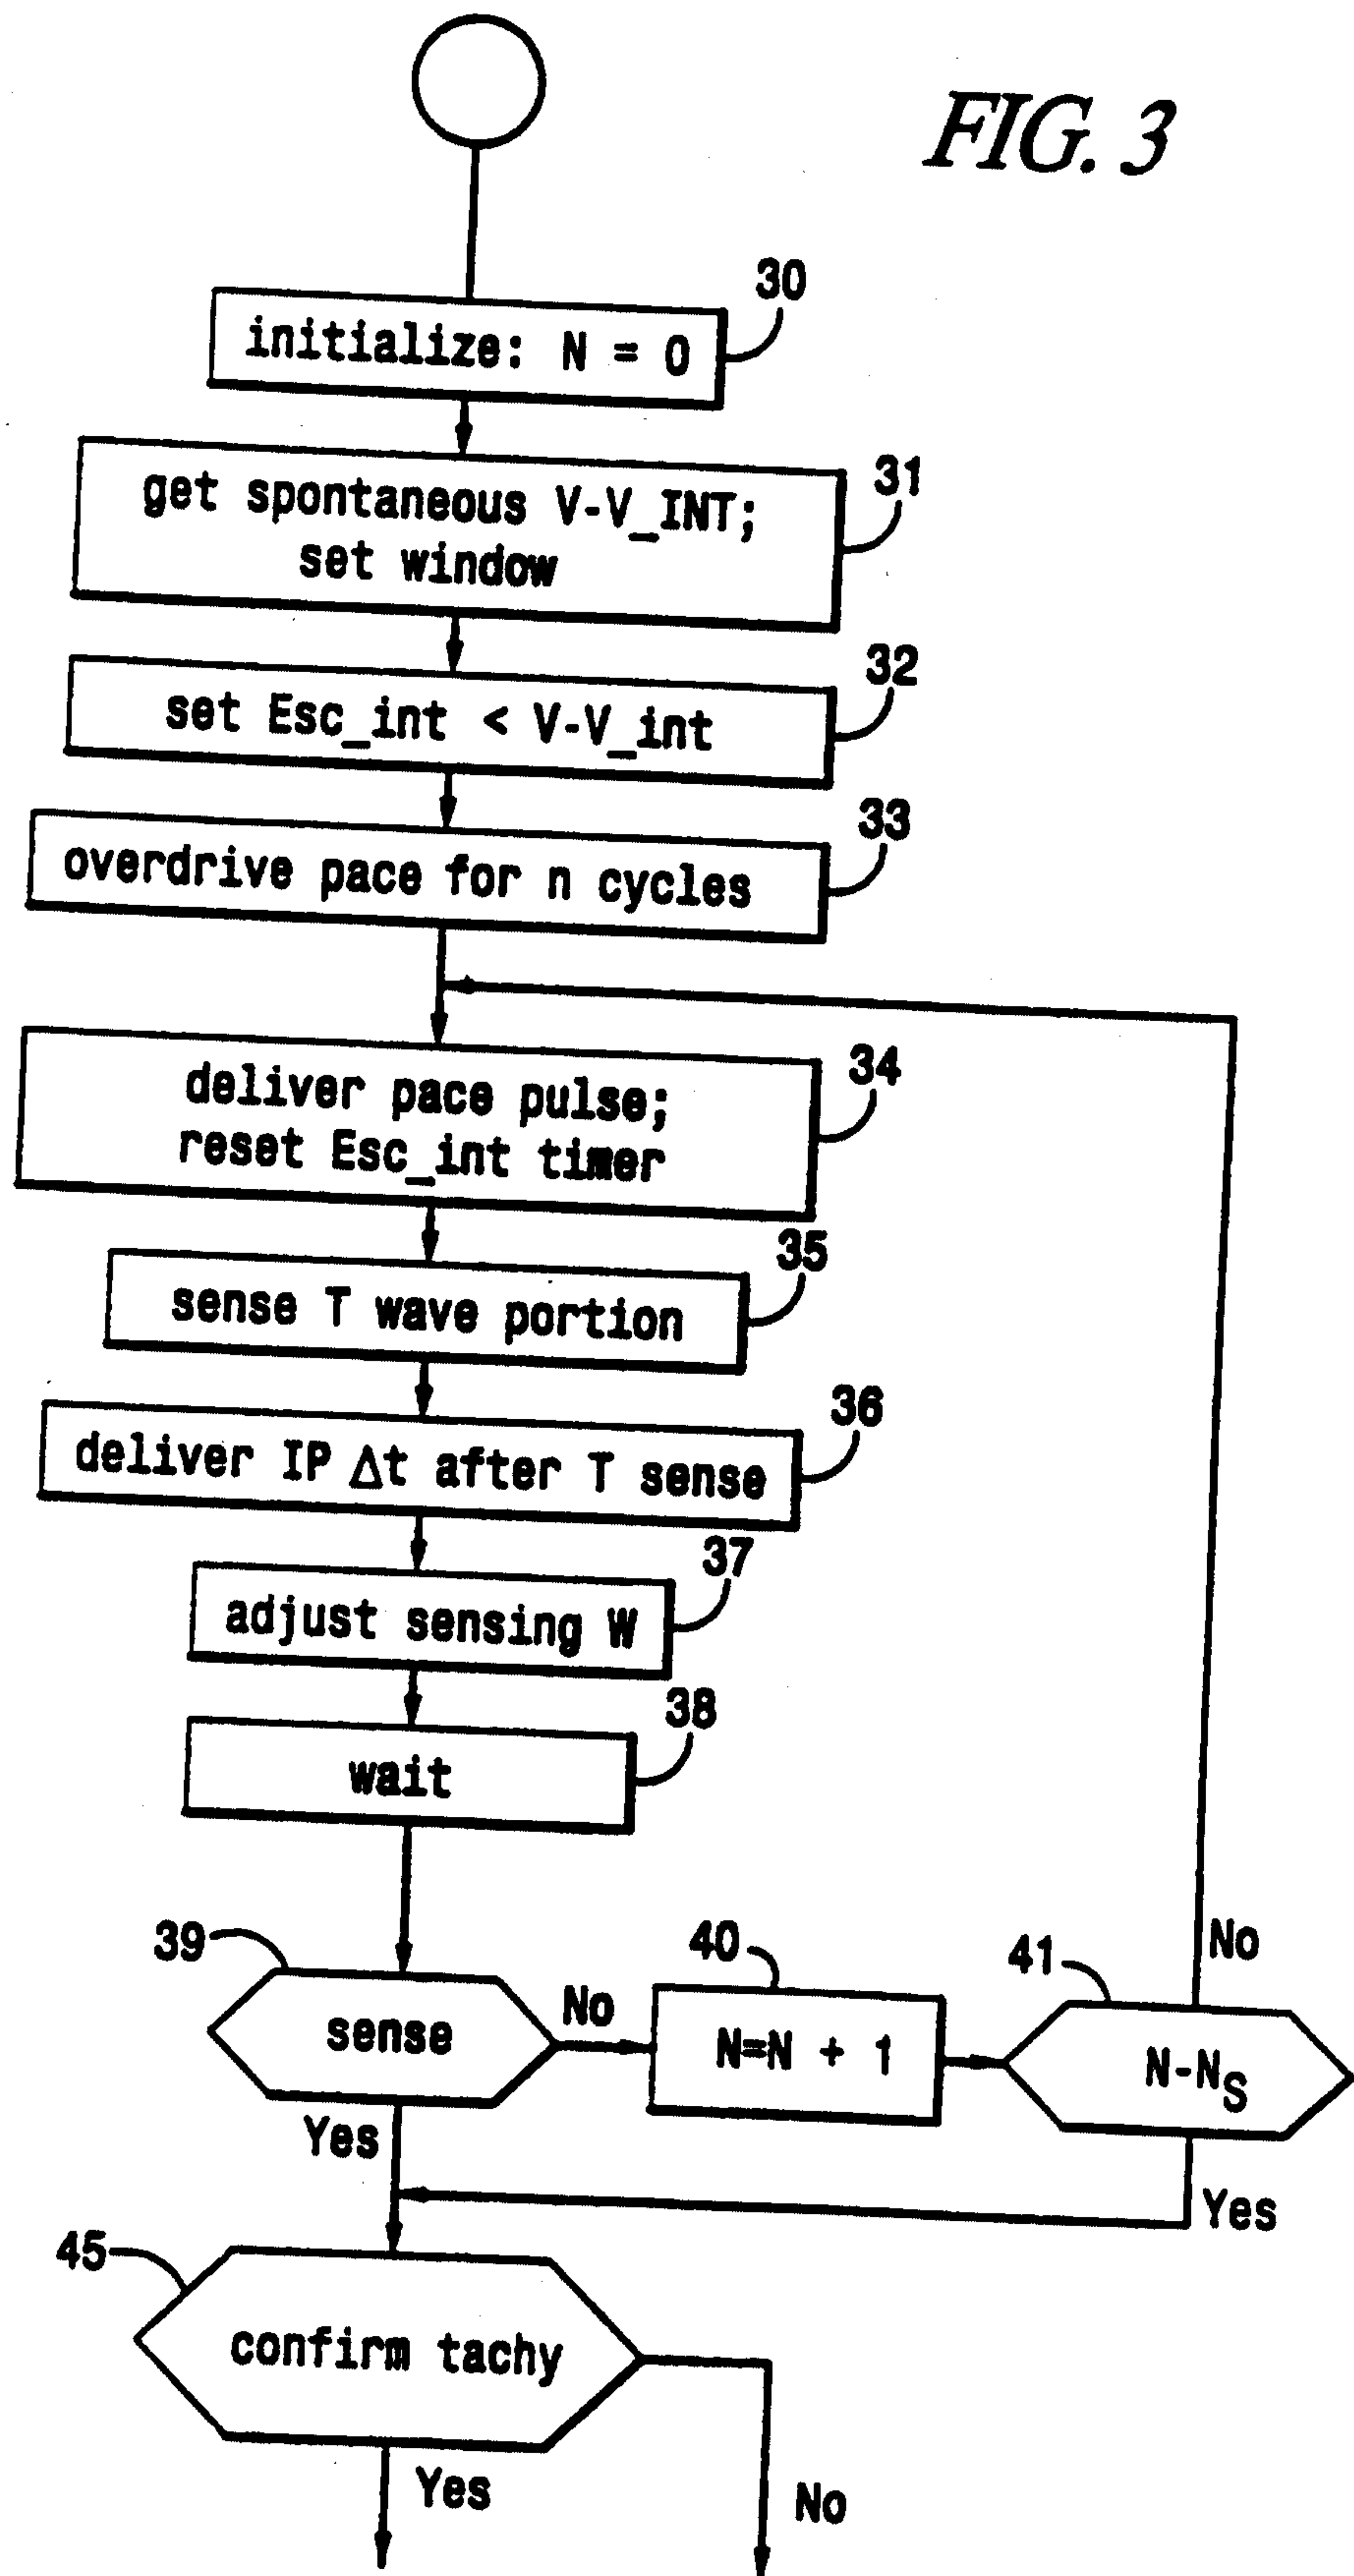 FIG. 3
30
initialize: N = 0
31
get spontaneous V-V_INT;
set window
32
set Esc_int < V-V_int
33
overdrive pace for n cycles
34
deliver pace pulse;
reset Esc_int timer
35
sense T wave portion
36
deliver IP Δt after T sense
37
adjust sensing W
38
wait
39
sense
No
40
N=N + 1
41
N-NS
No
Yes
Yes
45
confirm tachy
Yes
No